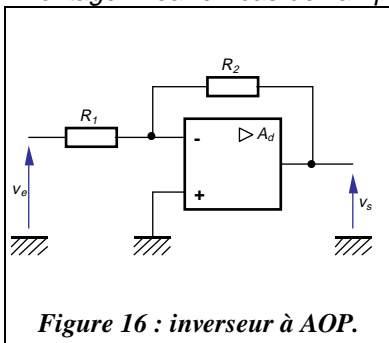 R1
R2
-
▷ Ad
+
ve
vs
Figure 16 : inverseur à AOP.